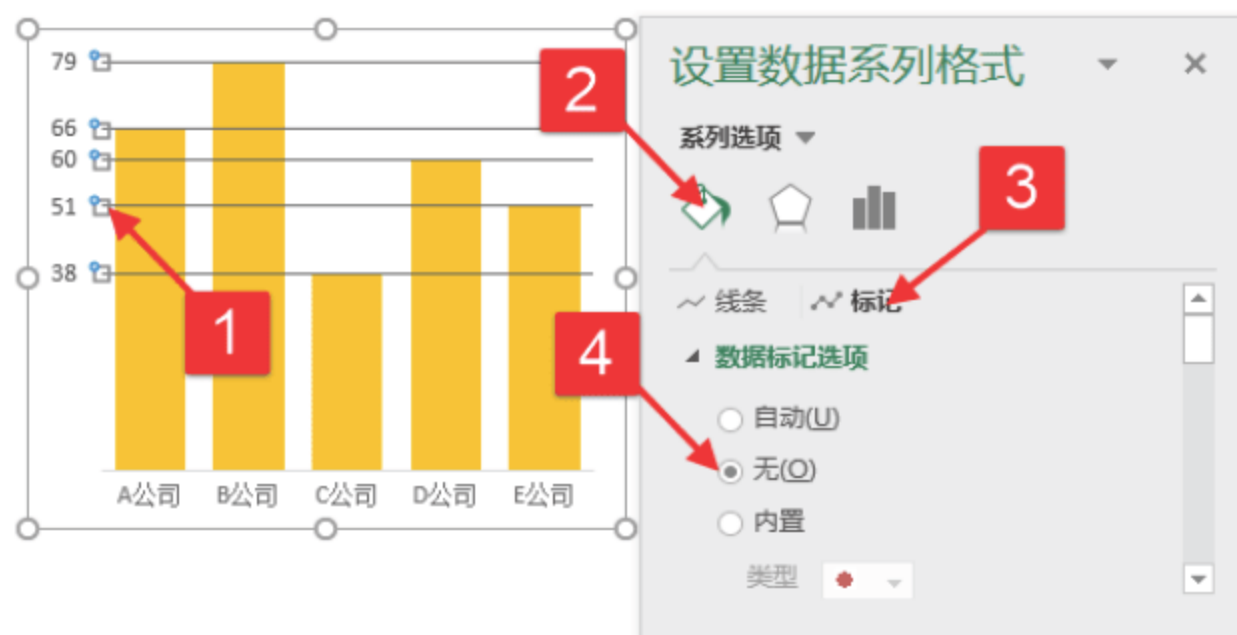 79
66
60
51
38
A公司 B公司 C公司 D公司 E公司
1
2
3
4
设置数据系列格式
系列选项
线条 标记
数据标记选项
自动(U)
无(O)
内置
类型